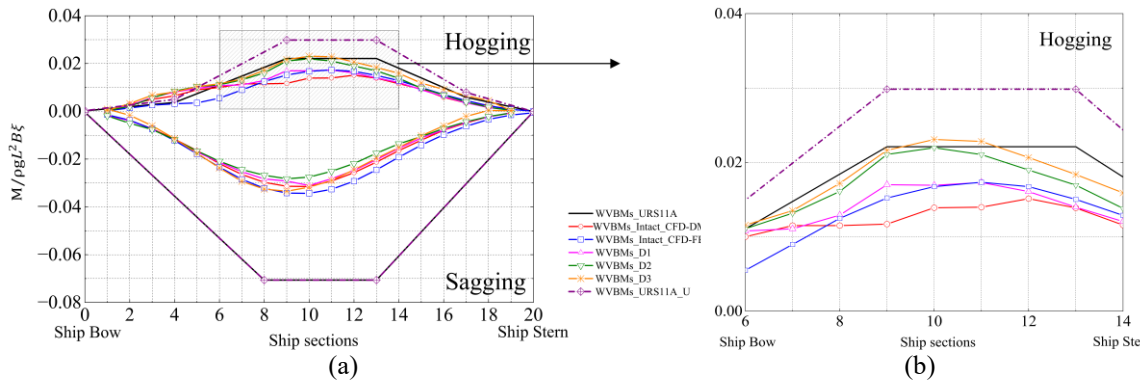 0.04
0.02
0.00
−0.02
−0.04
−0.06
−0.08
M/ρgL²Bξ
Hogging
Sagging
WVBMs_URS11A
WVBMs_Intact_CFD-DM
WVBMs_Intact_CFD-FE
WVBMs_D1
WVBMs_D2
WVBMs_D3
WVBMs_URS11A_U
0 2 4 6 8 10 12 14 16 18 20
Ship Bow Ship sections Ship Stern
(a)
0.04
0.02
0.00
Hogging
6 8 10 12 14
Ship Bow Ship sections Ship Ste
(b)